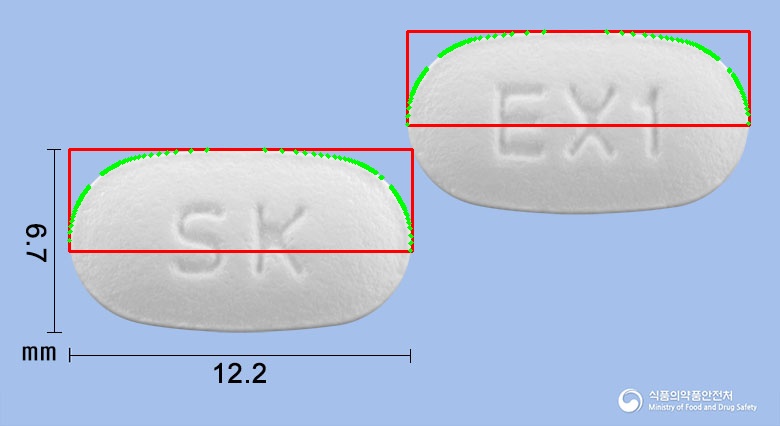 EX1
SK
6.7
mm
12.2
식품의약품안전처
Ministry of Food and Drug Safety